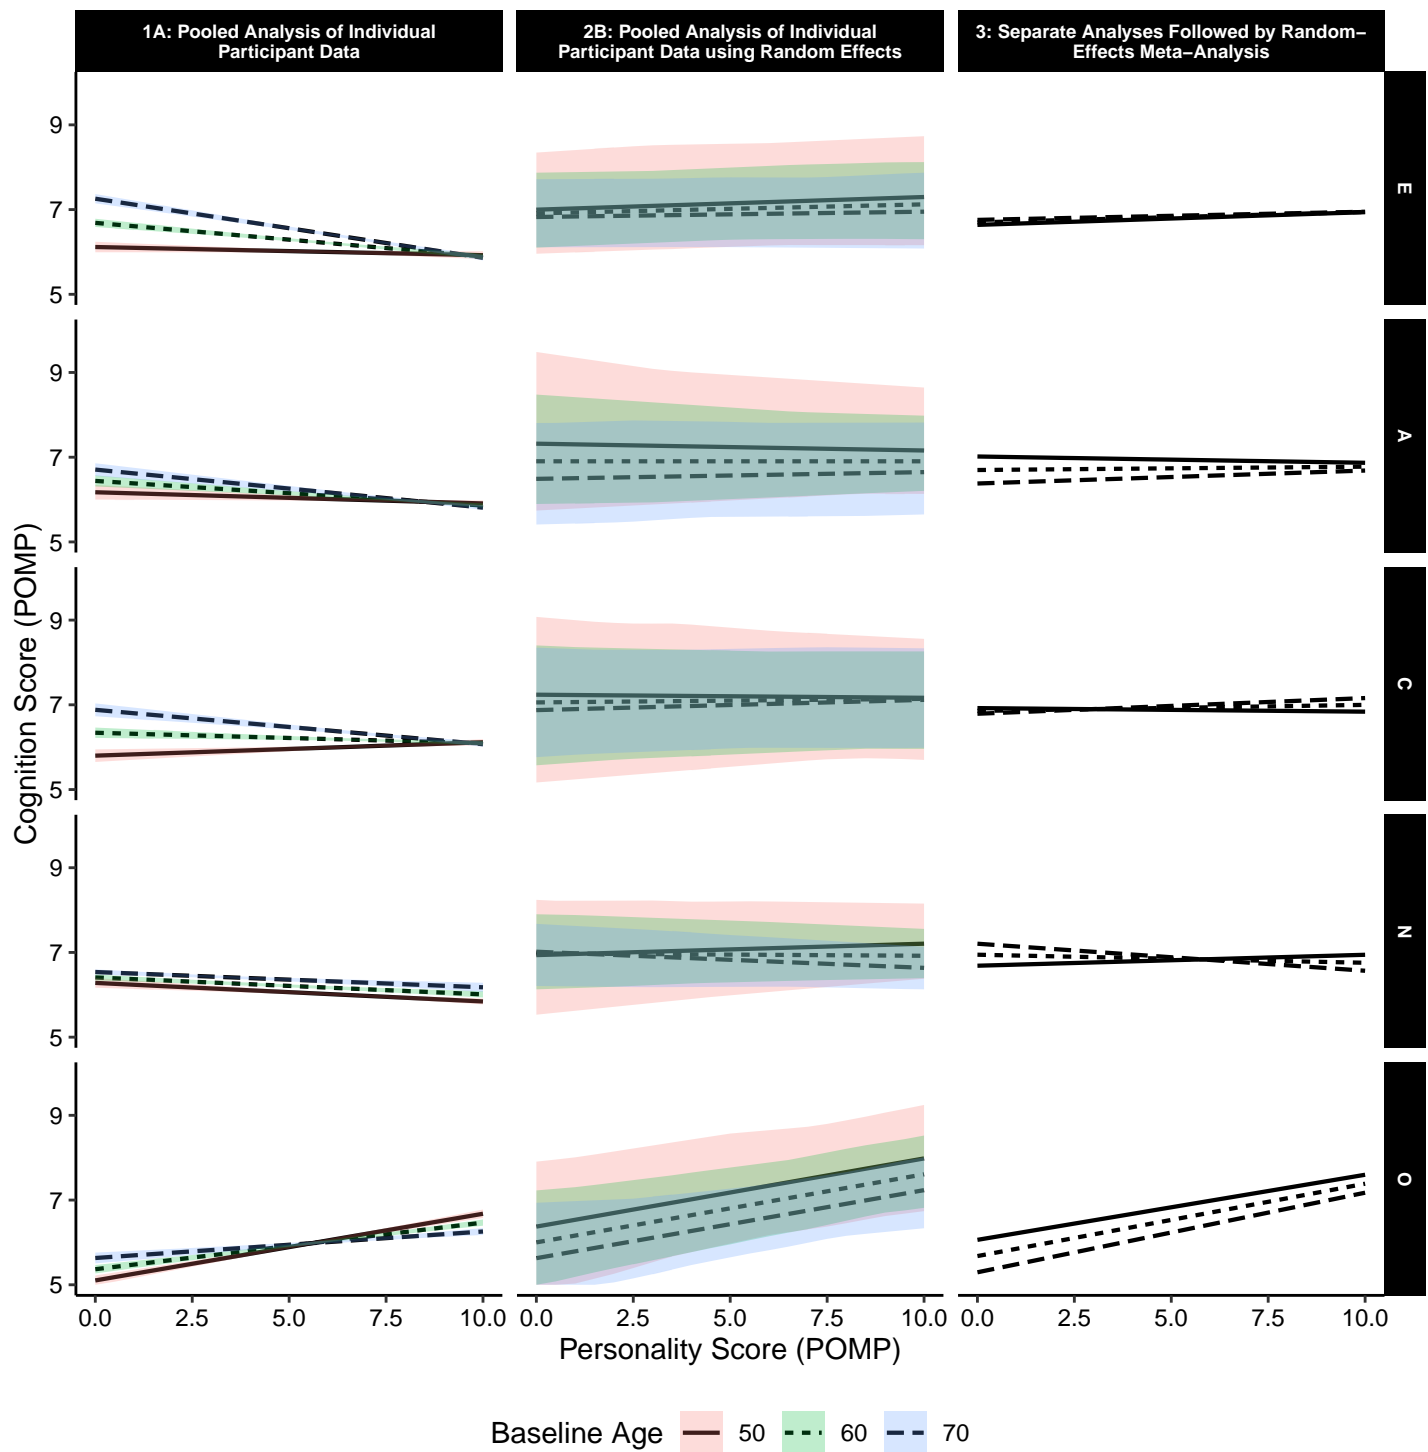 1A: Pooled Analysis of Individual
Participant Data
2B: Pooled Analysis of Individual
Participant Data using Random Effects
3: Separate Analyses Followed by Random−
Effects Meta−Analysis
9
7
5
E
9
7
5
A
9
7
5
C
9
7
5
N
9
7
5
O
Cognition Score (POMP)
0.0 2.5 5.0 7.5 10.0 0.0 2.5 5.0 7.5 10.0 0.0 2.5 5.0 7.5 10.0
Personality Score (POMP)
Baseline Age 50 60 70